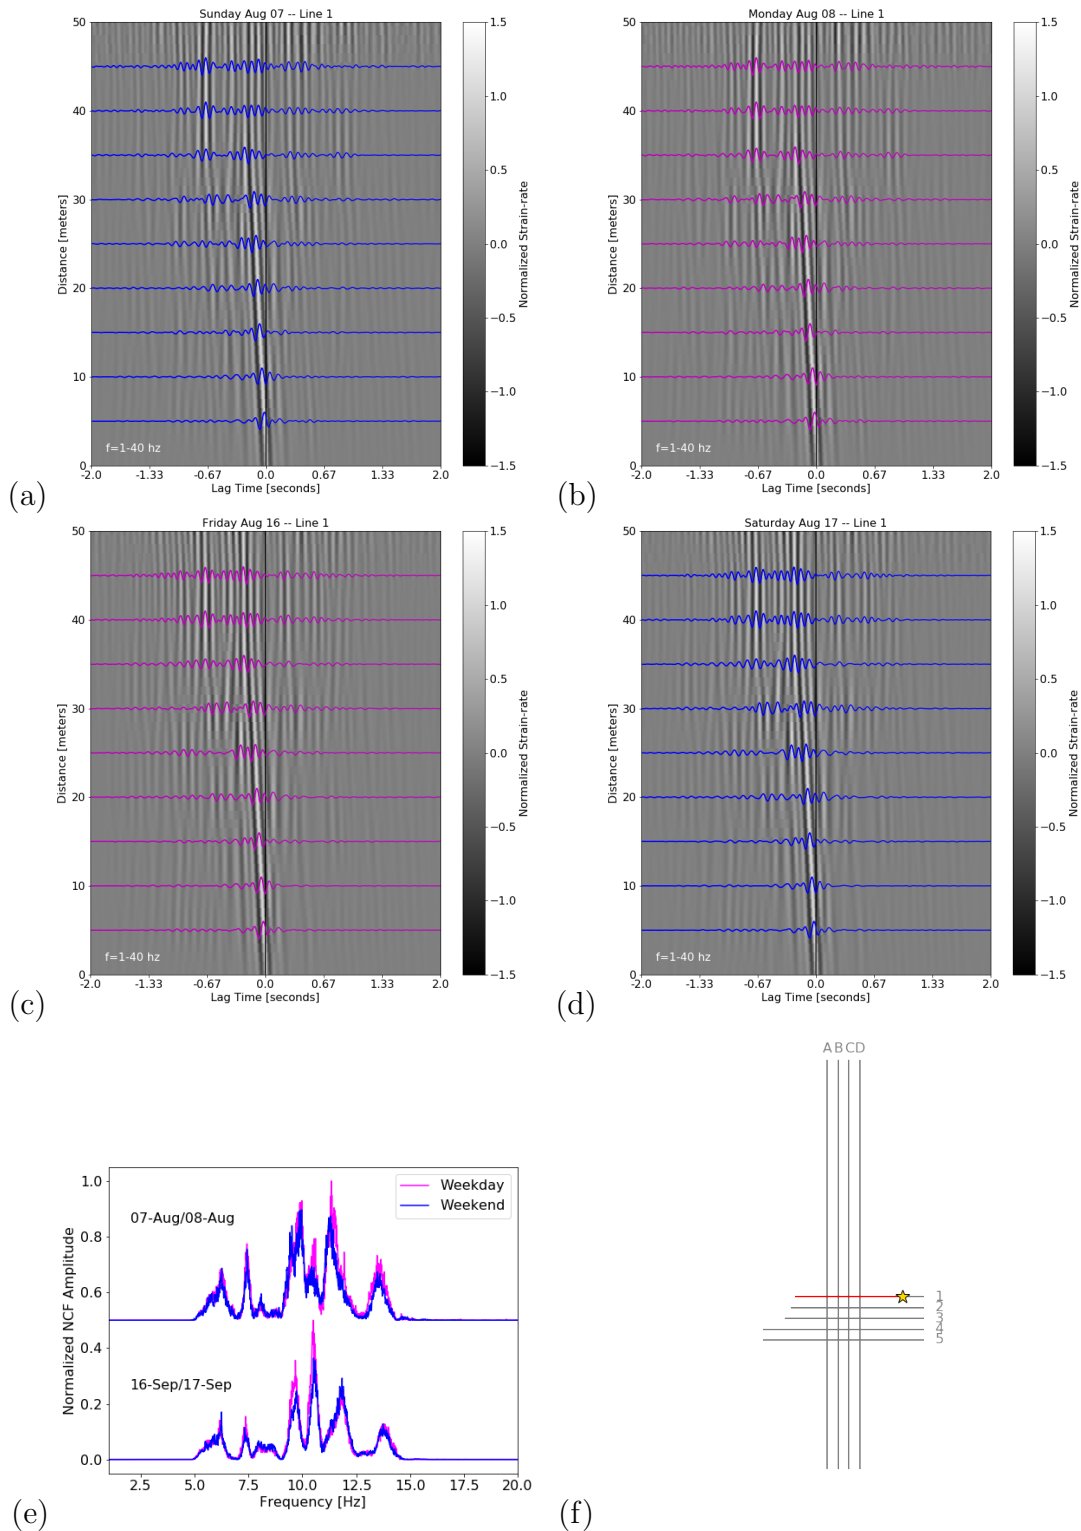 Sunday Aug 07 -- Line 1
50
40
30
20
10
0
Distance [meters]
f=1-40 hz
-2.0 -1.33 -0.67 0.0 0.67 1.33 2.0
Lag Time [seconds]
1.5
1.0
0.5
0.0
−0.5
−1.0
−1.5
Normalized Strain-rate
(a)
Monday Aug 08 -- Line 1
50
40
30
20
10
0
Distance [meters]
f=1-40 hz
-2.0 -1.33 -0.67 0.0 0.67 1.33 2.0
Lag Time [seconds]
1.5
1.0
0.5
0.0
−0.5
−1.0
−1.5
Normalized Strain-rate
(b)
Friday Aug 16 -- Line 1
50
40
30
20
10
0
Distance [meters]
f=1-40 hz
-2.0 -1.33 -0.67 0.0 0.67 1.33 2.0
Lag Time [seconds]
1.5
1.0
0.5
0.0
−0.5
−1.0
−1.5
Normalized Strain-rate
(c)
Saturday Aug 17 -- Line 1
50
40
30
20
10
0
Distance [meters]
f=1-40 hz
-2.0 -1.33 -0.67 0.0 0.67 1.33 2.0
Lag Time [seconds]
1.5
1.0
0.5
0.0
−0.5
−1.0
−1.5
Normalized Strain-rate
(d)
Weekday
Weekend
07-Aug/08-Aug
16-Sep/17-Sep
1.0
0.8
0.6
0.4
0.2
0.0
Normalized NCF Amplitude
2.5 5.0 7.5 10.0 12.5 15.0 17.5 20.0
Frequency [Hz]
(e)
A B C D
1
2
3
4
5
(f)